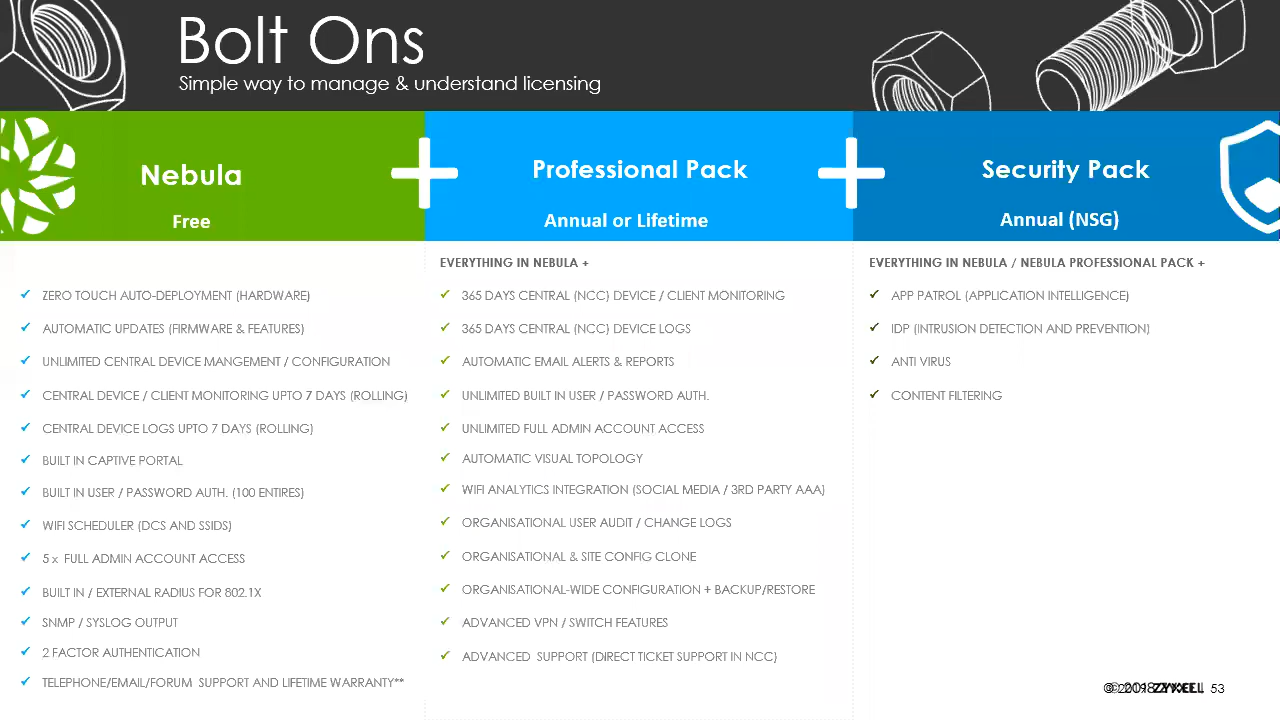 Bolt Ons
Simple way to manage & understand licensing
Nebula
Free
Professional Pack
Annual or Lifetime
Security Pack
Annual (NSG)
ZERO TOUCH AUTO-DEPLOYMENT (HARDWARE)
AUTOMATIC UPDATES (FIRMWARE & FEATURES)
UNLIMITED CENTRAL DEVICE MANGEMENT / CONFIGURATION
CENTRAL DEVICE / CLIENT MONITORING UPTO 7 DAYS (ROLLING)
CENTRAL DEVICE LOGS UPTO 7 DAYS (ROLLING)
BUILT IN CAPTIVE PORTAL
BUILT IN USER / PASSWORD AUTH. (100 ENTIRES)
WIFI SCHEDULER (DCS AND SSIDS)
5 x FULL ADMIN ACCOUNT ACCESS
BUILT IN / EXTERNAL RADIUS FOR 802.1X
SNMP / SYSLOG OUTPUT
2 FACTOR AUTHENTICATION
TELEPHONE/EMAIL/FORUM SUPPORT AND LIFETIME WARRANTY**
EVERYTHING IN NEBULA +
365 DAYS CENTRAL (NCC) DEVICE / CLIENT MONITORING
365 DAYS CENTRAL (NCC) DEVICE LOGS
AUTOMATIC EMAIL ALERTS & REPORTS
UNLIMITED BUILT IN USER / PASSWORD AUTH.
UNLIMITED FULL ADMIN ACCOUNT ACCESS
AUTOMATIC VISUAL TOPOLOGY
WIFI ANALYTICS INTEGRATION (SOCIAL MEDIA / 3RD PARTY AAA)
ORGANISATIONAL USER AUDIT / CHANGE LOGS
ORGANISATIONAL & SITE CONFIG CLONE
ORGANISATIONAL-WIDE CONFIGURATION + BACKUP/RESTORE
ADVANCED VPN / SWITCH FEATURES
ADVANCED SUPPORT (DIRECT TICKET SUPPORT IN NCC)
EVERYTHING IN NEBULA / NEBULA PROFESSIONAL PACK +
APP PATROL (APPLICATION INTELLIGENCE)
IDP (INTRUSION DETECTION AND PREVENTION)
ANTI VIRUS
CONTENT FILTERING
ZYXEL 53